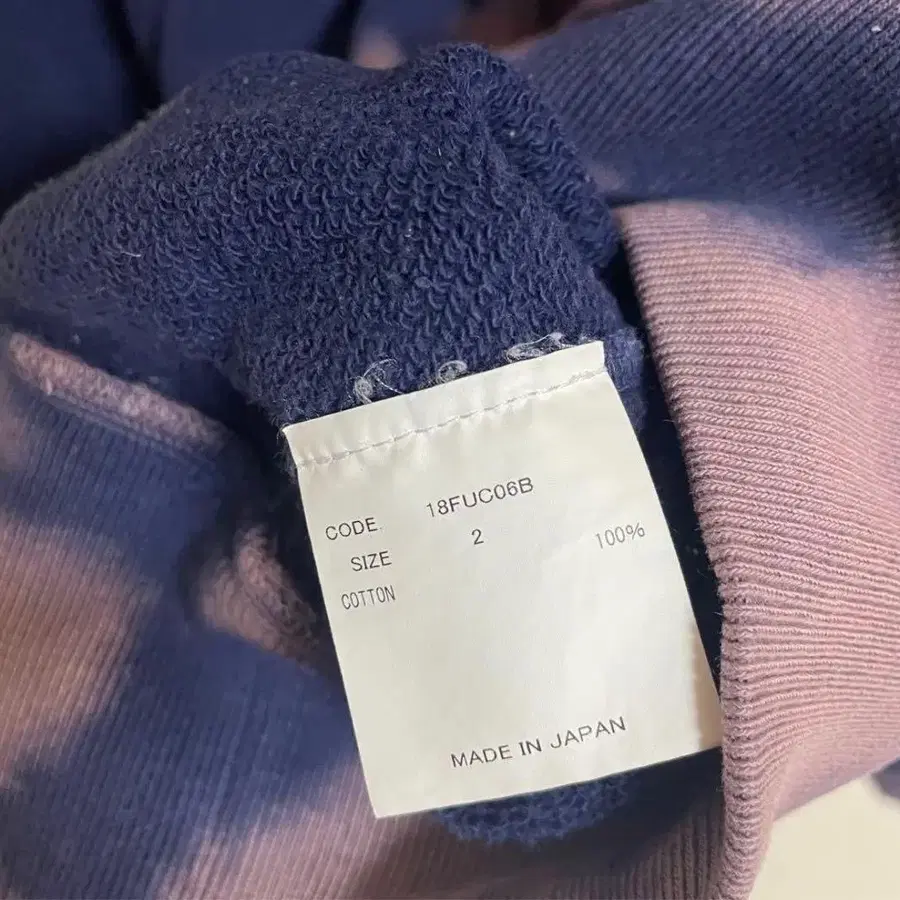 CODE. 18FUC06B
SIZE 2
COTTON 100%
MADE IN JAPAN